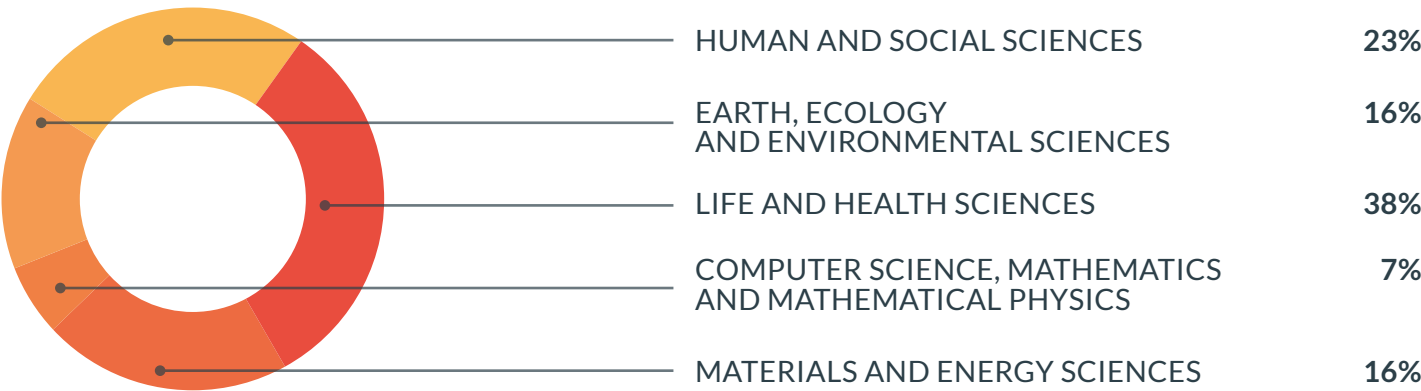 HUMAN AND SOCIAL SCIENCES 23%
EARTH, ECOLOGY 16%
AND ENVIRONMENTAL SCIENCES
LIFE AND HEALTH SCIENCES 38%
COMPUTER SCIENCE, MATHEMATICS 7%
AND MATHEMATICAL PHYSICS
MATERIALS AND ENERGY SCIENCES 16%